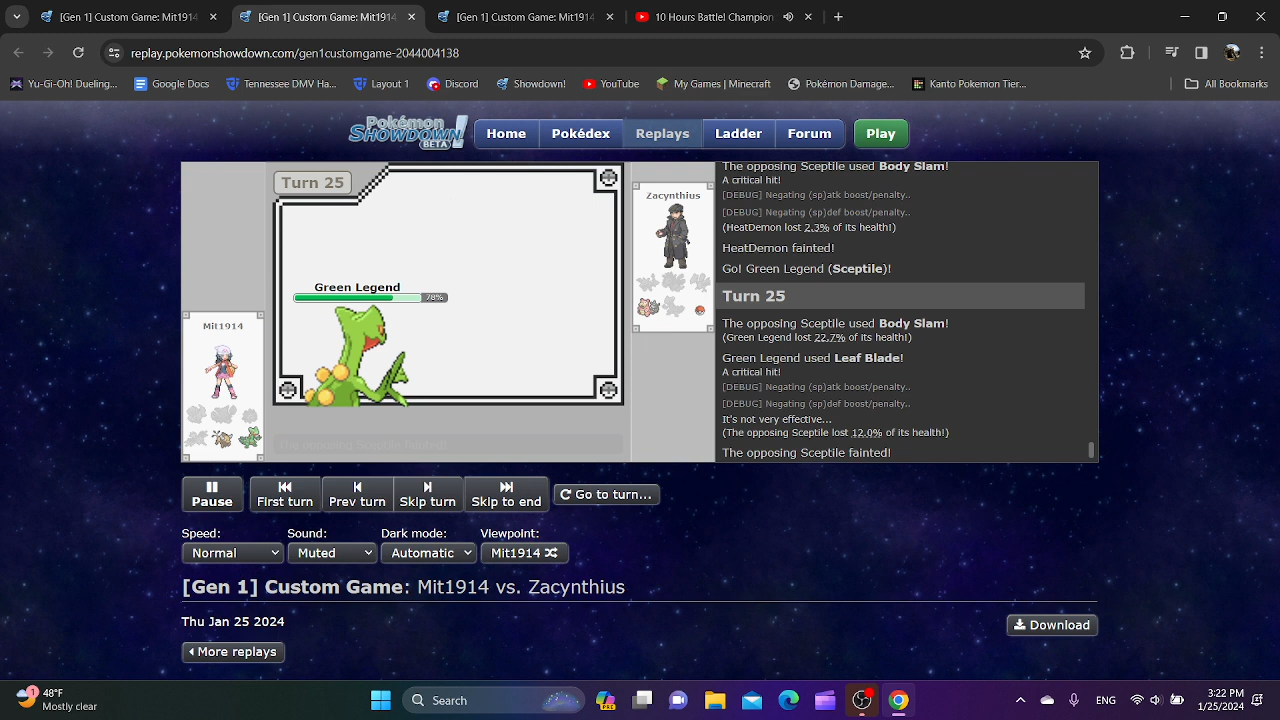 [Gen 1] Custom Game: Mit1914
[Gen 1] Custom Game: Mit1914
[Gen 1] Custom Game: Mit1914
10 Hours Battel Champion
replay.pokemonshowdown.com/gen1customgame-2044004138
Yu-Gi-Oh! Dueling...
Google Docs
Tennessee DMV Ha...
Layout 1
Discord
Showdown!
YouTube
My Games | Minecraft
Pokémon Damage...
Kanto Pokemon Tier...
All Bookmarks
Pokémon
SHOWDOWN!
BETA
Home
Pokédex
Replays
Ladder
Forum
Play
Turn 25
Green Legend
78%
The opposing Sceptile fainted!
Mit1914
Zacynthius
The opposing Sceptile used Body Slam!
A critical hit!
[DEBUG] Negating (sp)atk boost/penalty..
[DEBUG] Negating (sp)def boost/penalty..
(HeatDemon lost 2.3% of its health!)
HeatDemon fainted!
Go! Green Legend (Sceptile)!
Turn 25
The opposing Sceptile used Body Slam!
(Green Legend lost 22.7% of its health!)
Green Legend used Leaf Blade!
A critical hit!
[DEBUG] Negating (sp)atk boost/penalty..
[DEBUG] Negating (sp)def boost/penalty..
It's not very effective...
(The opposing Sceptile lost 12.0% of its health!)
The opposing Sceptile fainted!
Pause
First turn
Prev turn
Skip turn
Skip to end
Go to turn...
Speed:
Sound:
Dark mode:
Viewpoint:
Normal
Muted
Automatic
Mit1914
[Gen 1] Custom Game: Mit1914 vs. Zacynthius
Thu Jan 25 2024
Download
More replays
1
48°F
Mostly clear
Search
PRE
ENG
3:22 PM
1/25/2024